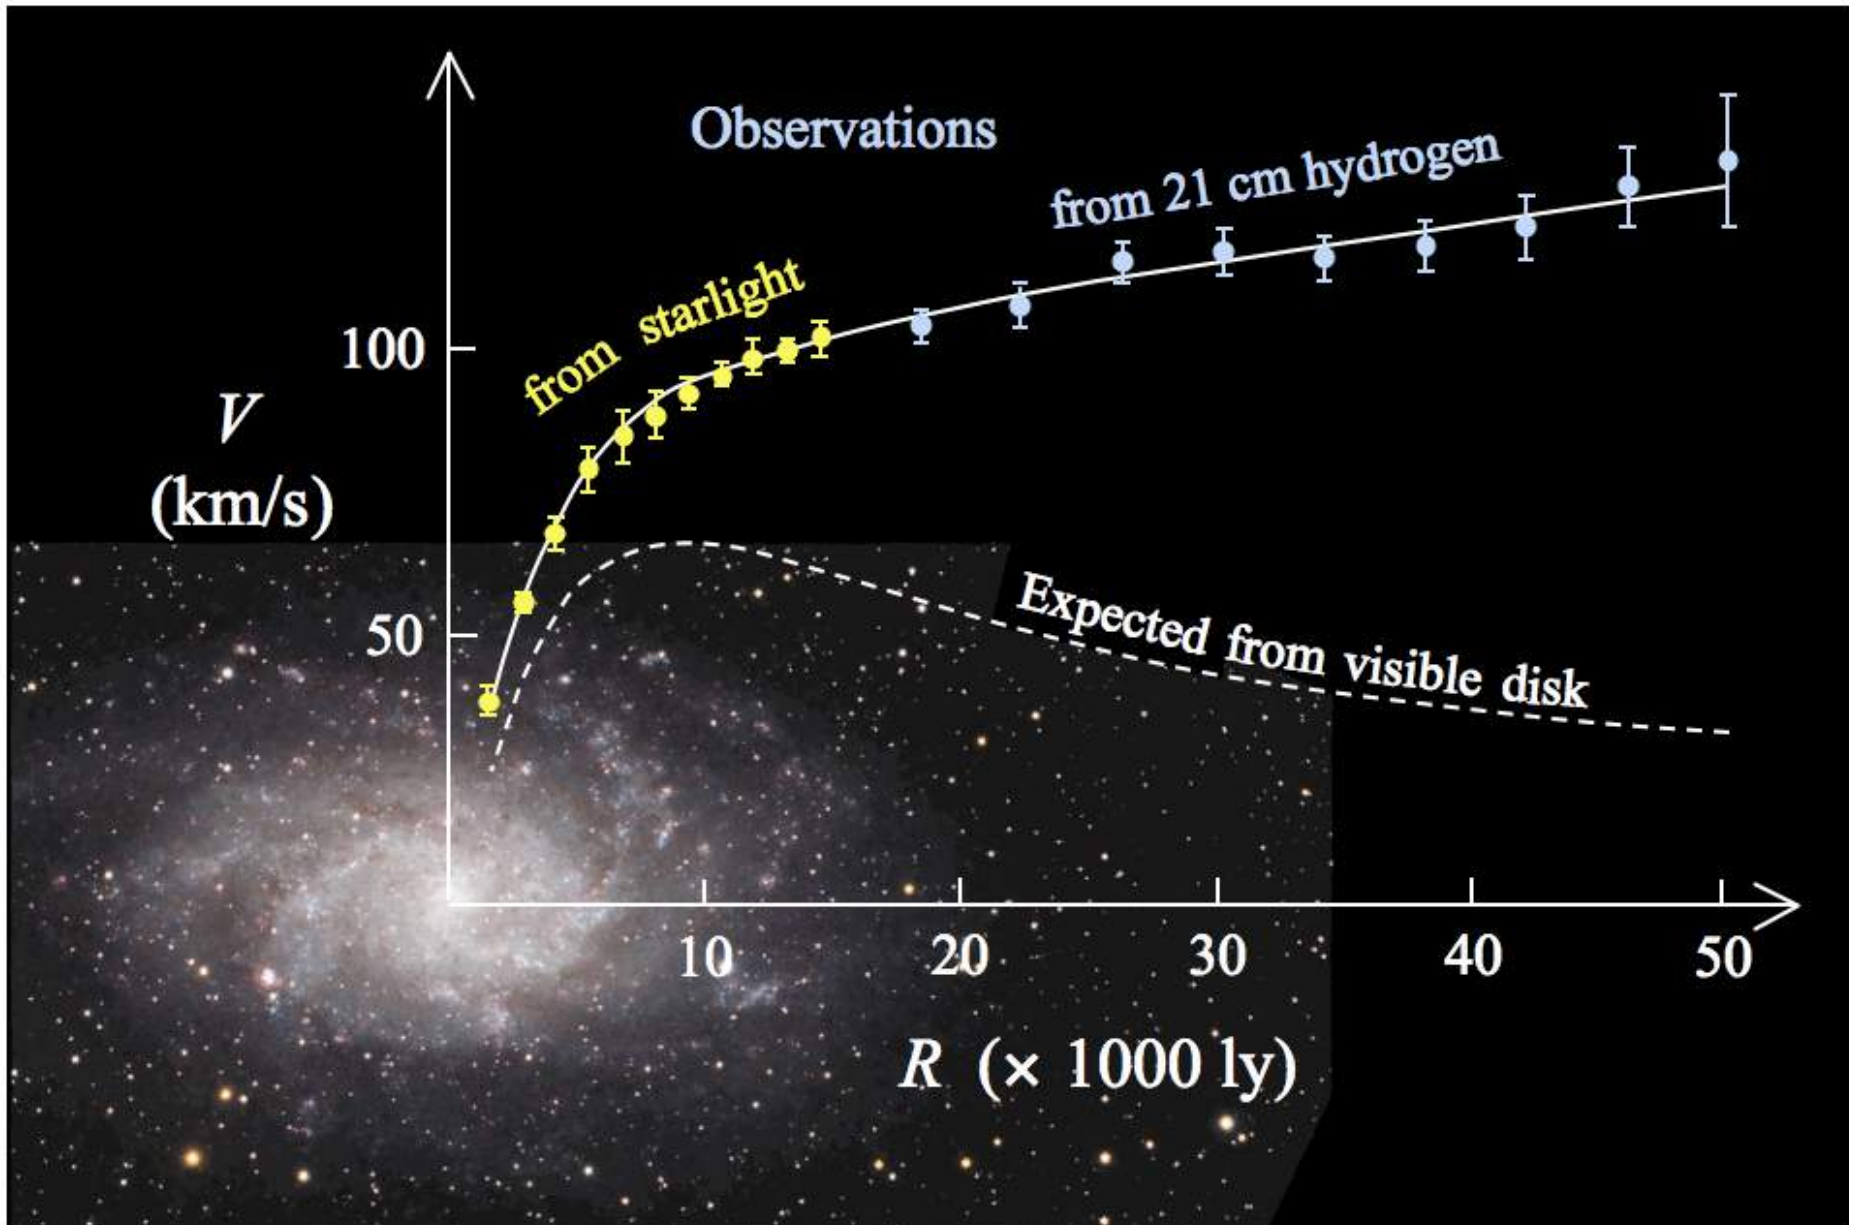 Observations
from 21 cm hydrogen
from starlight
100
V
(km/s)
50
Expected from visible disk
10
20
30
40
50
R (× 1000 ly)